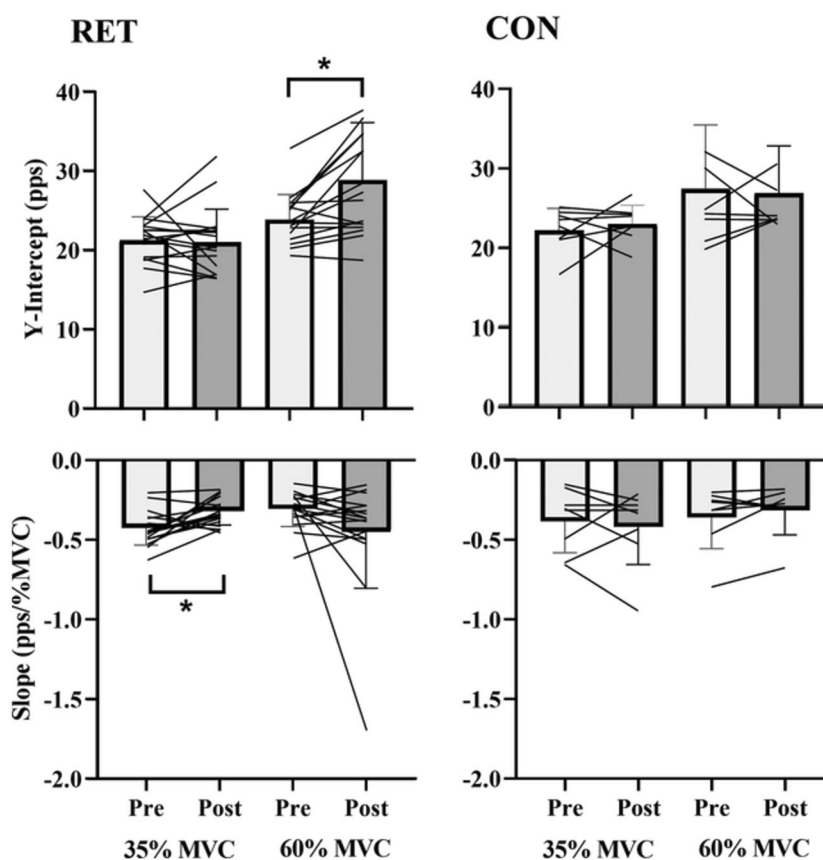 RET
CON
*
Y-Intercept (pps)
40
30
20
10
0
40
30
20
10
0
Slope (pps/%MVC)
0.0
-0.5
-1.0
-1.5
-2.0
*
0.0
-0.5
-1.0
-1.5
-2.0
Pre Post Pre Post
35% MVC 60% MVC
Pre Post Pre Post
35% MVC 60% MVC